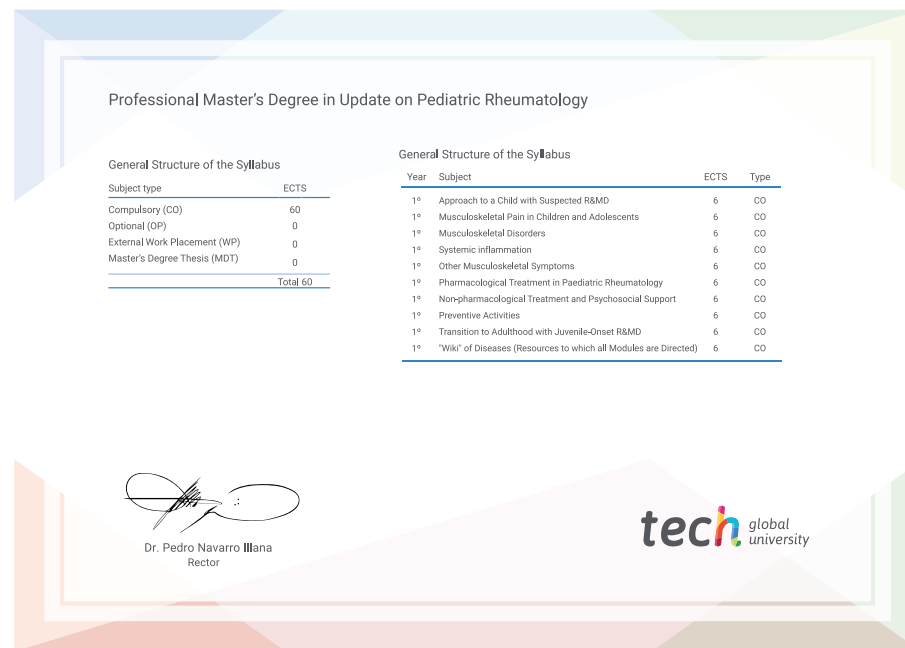 Professional Master's Degree in Update on Pediatric Rheumatology
General Structure of the Syllabus
Subject type ECTS
Compulsory (CO) 60
Optional (OP) 0
External Work Placement (WP) 0
Master's Degree Thesis (MDT) 0
Total 60
General Structure of the Syllabus
Year Subject ECTS Type
1º Approach to a Child with Suspected R&MD 6 CO
1º Musculoskeletal Pain in Children and Adolescents 6 CO
1º Musculoskeletal Disorders 6 CO
1º Systemic inflammation 6 CO
1º Other Musculoskeletal Symptoms 6 CO
1º Pharmacological Treatment in Paediatric Rheumatology 6 CO
1º Non-pharmacological Treatment and Psychosocial Support 6 CO
1º Preventive Activities 6 CO
1º Transition to Adulthood with Juvenile-Onset R&MD 6 CO
1º "Wiki" of Diseases (Resources to which all Modules are Directed) 6 CO
Dr. Pedro Navarro Illana
Rector
tech global
university